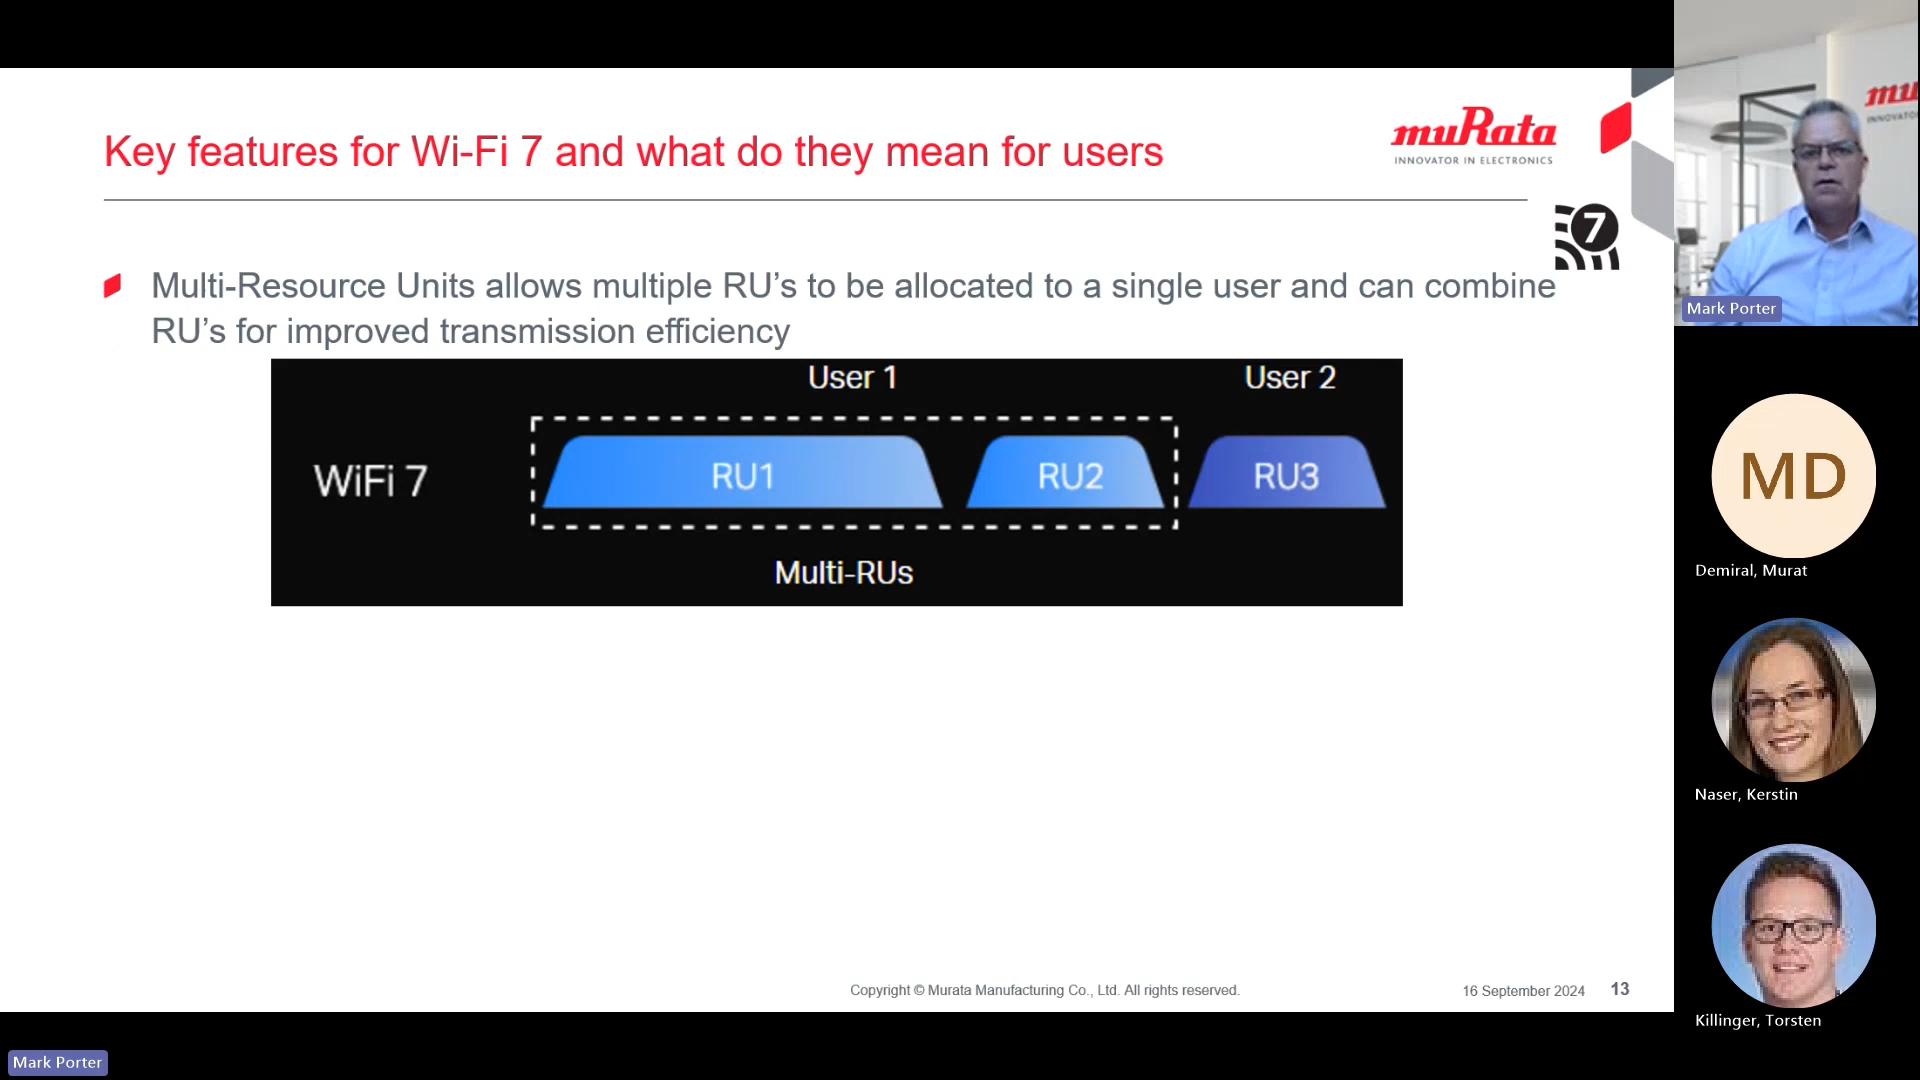 Key features for Wi-Fi 7 and what do they mean for users
muRata
INNOVATOR IN ELECTRONICS
7
Multi-Resource Units allows multiple RU's to be allocated to a single user and can combine
RU's for improved transmission efficiency
User 1
User 2
WiFi 7
RU1
RU2
RU3
Multi-RUs
Copyright © Murata Manufacturing Co., Ltd. All rights reserved.
16 September 2024
13
Mark Porter
mu
INNOVATO
Mark Porter
MD
Demiral, Murat
Naser, Kerstin
Killinger, Torsten